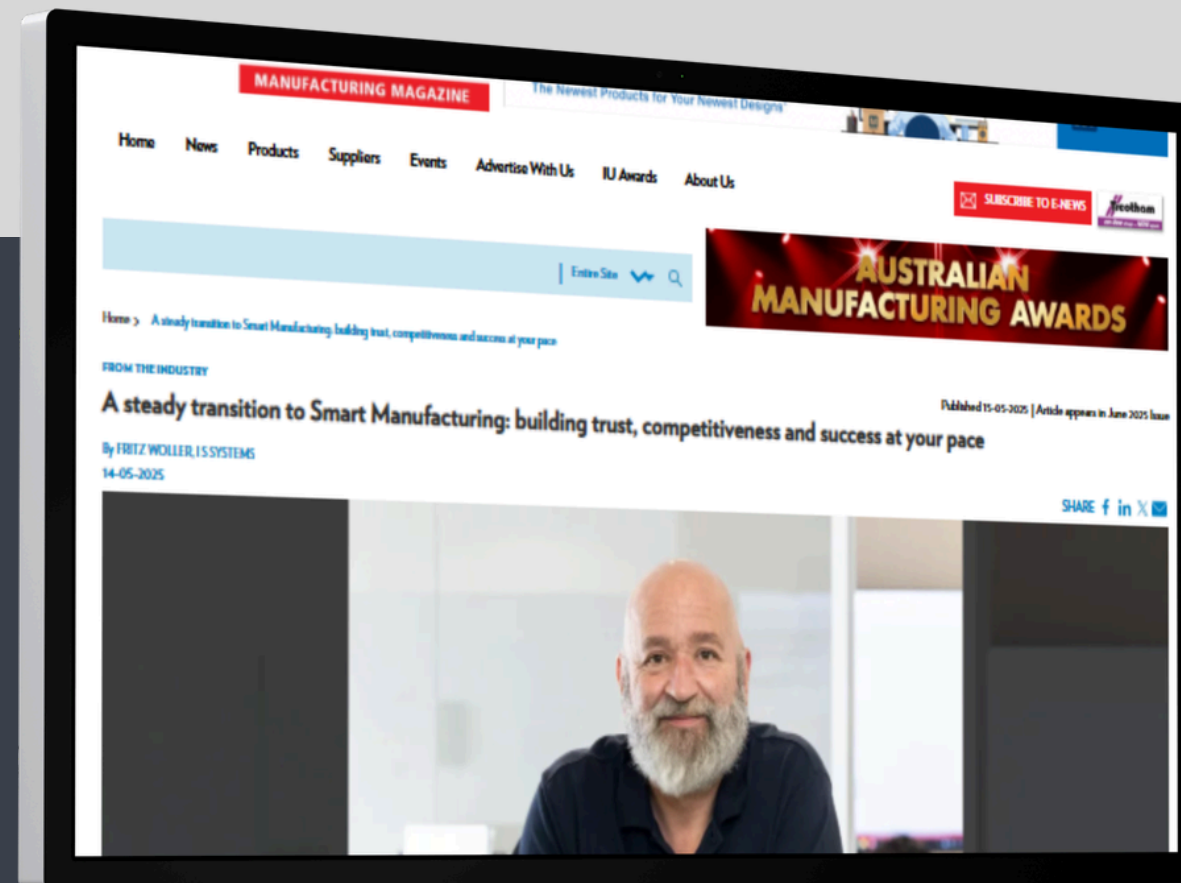 MANUFACTURING MAGAZINE
The Newest Products for Your Newest Designs®
Home News Products Suppliers Events Advertise With Us IU Awards About Us
SUBSCRIBE TO E-NEWS
Treotham
Entire Site
AUSTRALIAN
MANUFACTURING AWARDS
Home > A steady transition to Smart Manufacturing: building trust, competitiveness and success at your pace
FROM THE INDUSTRY
Published 15-05-2025 | Article appears in June 2025 Issue
A steady transition to Smart Manufacturing: building trust, competitiveness and success at your pace
By FRITZ WOLLER, I S SYSTEMS
14-05-2025
SHARE f in X